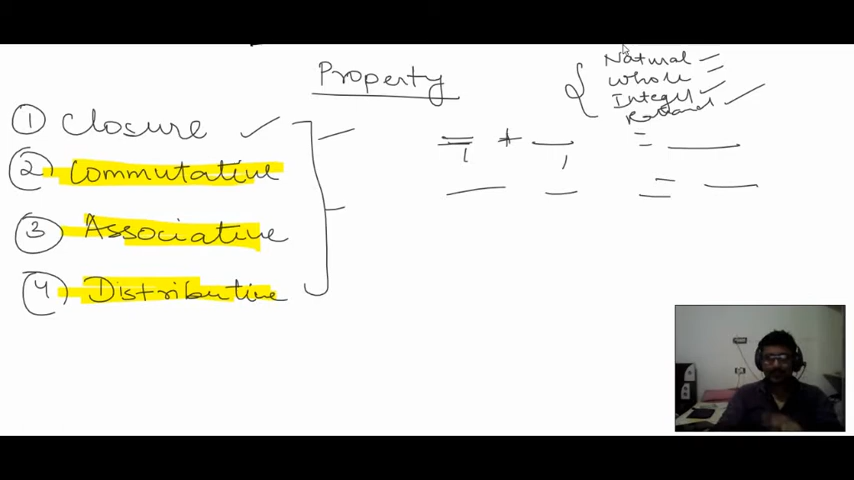 Property
Natural
Whole
Integer
Rational
① Closure
② Commutative
③ Associative
④ Distributive
+ =
=